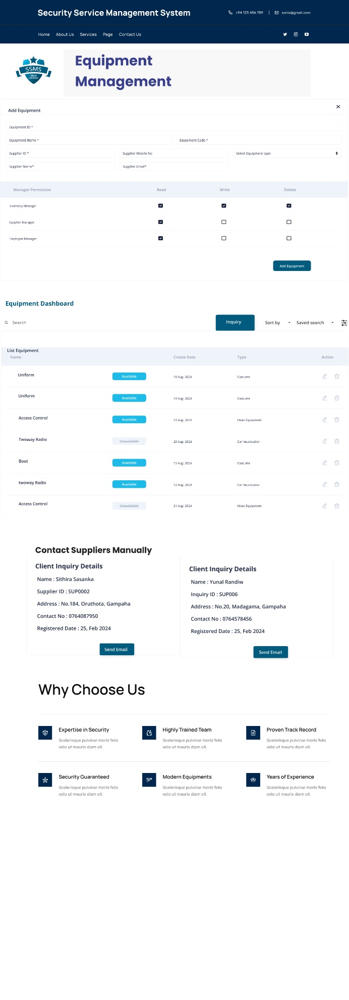 Security Service Management System
+94 123 456 789 | ssms@gmail.com
Home About Us Services Page Contact Us
SSMS
reliable
protection
Equipment
Management
Add Equipment
Equipment ID *
Equipment Name * Equipment Code *
Supplier ID * Supplier Mobile No Select Equipment type
Supplier Name* Supplier Email*
Manager Permission Read Write Delete
Inventory Manager
Supplier Manager
Employee Manager
Add Equipment
Equipment Dashboard
Search Inquiry Sort by Saved search
List Equipment
Name Create Date Type Action
Uniform Available 10 Aug, 2024 Costume
Uniform Available 14 Aug, 2024 Costume
Access Control Available 14 Aug, 2024 Hand Equipment
Twoway Radio Unavailable 20 Aug, 2024 Communication
Boot Available 15 Aug, 2024 Costume
twoway Radio Available 12 Aug, 2024 Communication
Access Control Unavailable 21 Aug, 2024 Hand Equipment
Contact Suppliers Manually
Client Inquiry Details
Name : Sithira Sasanka
Supplier ID : SUP0002
Address : No.184, Oruthota, Gampaha
Contact No : 0764087950
Registered Date : 25, Feb 2024
Send Email
Client Inquiry Details
Name : Yunal Randiw
Inquiry ID : SUP006
Address : No.20, Madagama, Gampaha
Contact No : 0764578456
Registered Date : 25, Feb 2024
Send Email
Why Choose Us
Expertise in Security
Scelerisque pulvinar morbi felis
odio ut mauris diam sit.
Highly Trained Team
Scelerisque pulvinar morbi felis
odio ut mauris diam sit.
Proven Track Record
Scelerisque pulvinar morbi felis
odio ut mauris diam sit.
Security Guaranteed
Scelerisque pulvinar morbi felis
odio ut mauris diam sit.
Modern Equipments
Scelerisque pulvinar morbi felis
odio ut mauris diam sit.
Years of Experience
Scelerisque pulvinar morbi felis
odio ut mauris diam sit.